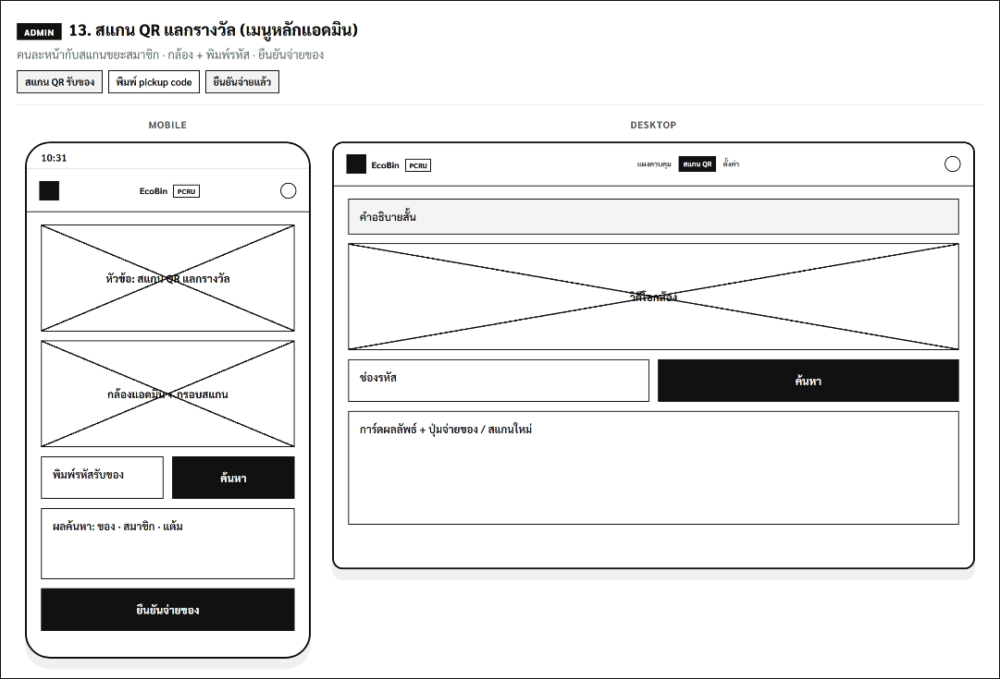 ADMIN 13. สแกน QR แลกรางวัล (เมนูหลักแอดมิน)
คนละหน้ากับสแกนขยะสมาชิก · กล้อง + พิมพ์รหัส · ยืนยันจ่ายของ
สแกน QR รับของ พิมพ์ pickup code ยืนยันจ่ายแล้ว
MOBILE
10:31
EcoBin PCRU
หัวข้อ: สแกน QR แลกรางวัล
กล้องแอดมิน + กรอบสแกน
พิมพ์รหัสรับของ ค้นหา
ผลค้นหา: ของ · สมาชิก · แต้ม
ยืนยันจ่ายของ
DESKTOP
EcoBin PCRU แผงควบคุม สแกน QR ตั้งค่า
คำอธิบายสั้น
วิดีโอกล้อง
ช่องรหัส ค้นหา
การ์ดผลลัพธ์ + ปุ่มจ่ายของ / สแกนใหม่